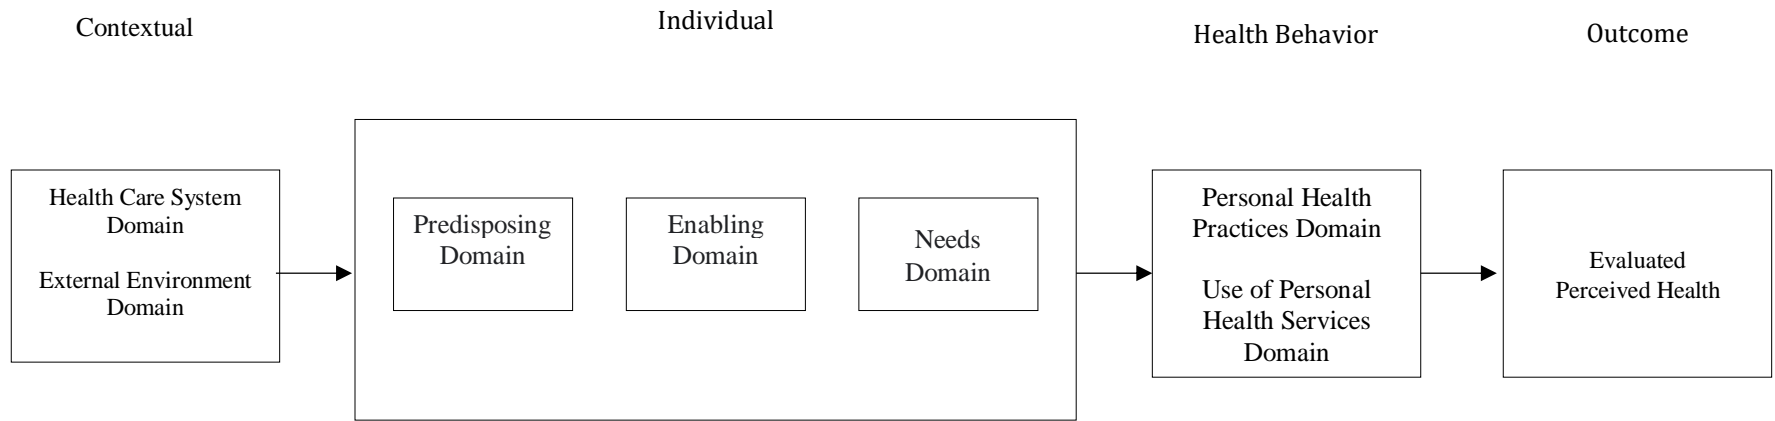 Contextual
Individual
Health Behavior
Outcome
Health Care System
Domain
External Environment
Domain
Predisposing
Domain
Enabling
Domain
Needs
Domain
Personal Health
Practices Domain
Use of Personal
Health Services
Domain
Evaluated
Perceived Health